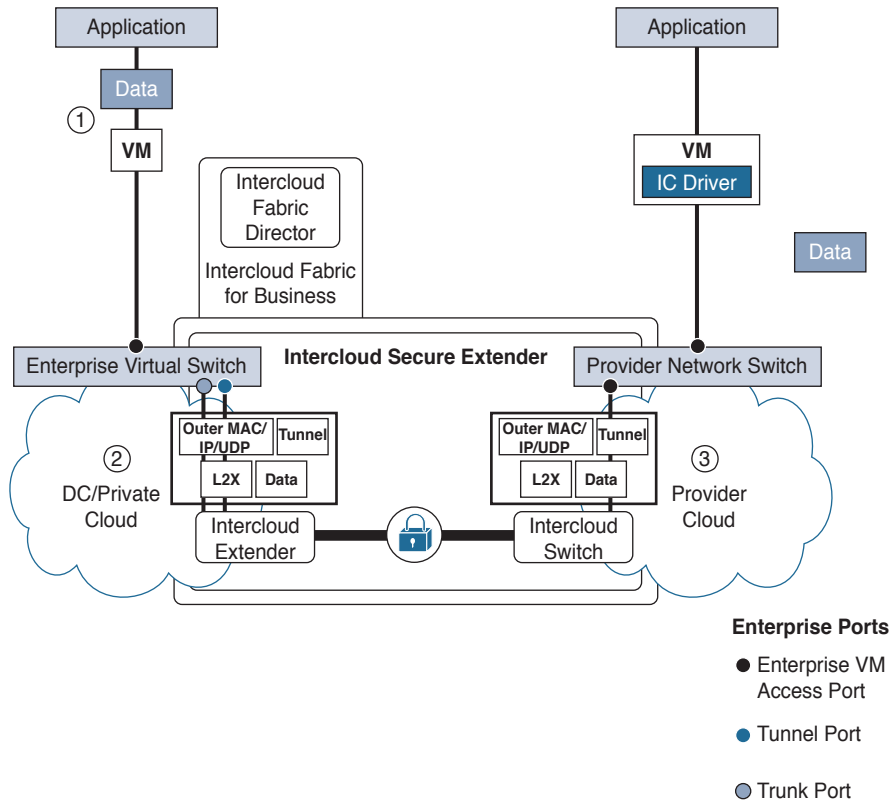 Application
Application
Data
1
VM
VM
IC Driver
Intercloud
Fabric
Director
Intercloud Fabric
for Business
Data
Enterprise Virtual Switch
Intercloud Secure Extender
Provider Network Switch
Outer MAC/
IP/UDP
Tunnel
L2X
Data
Outer MAC/
IP/UDP
Tunnel
L2X
Data
2
DC/Private
Cloud
3
Provider
Cloud
Intercloud
Extender
Intercloud
Switch
Enterprise Ports
Enterprise VM
Access Port
Tunnel Port
Trunk Port